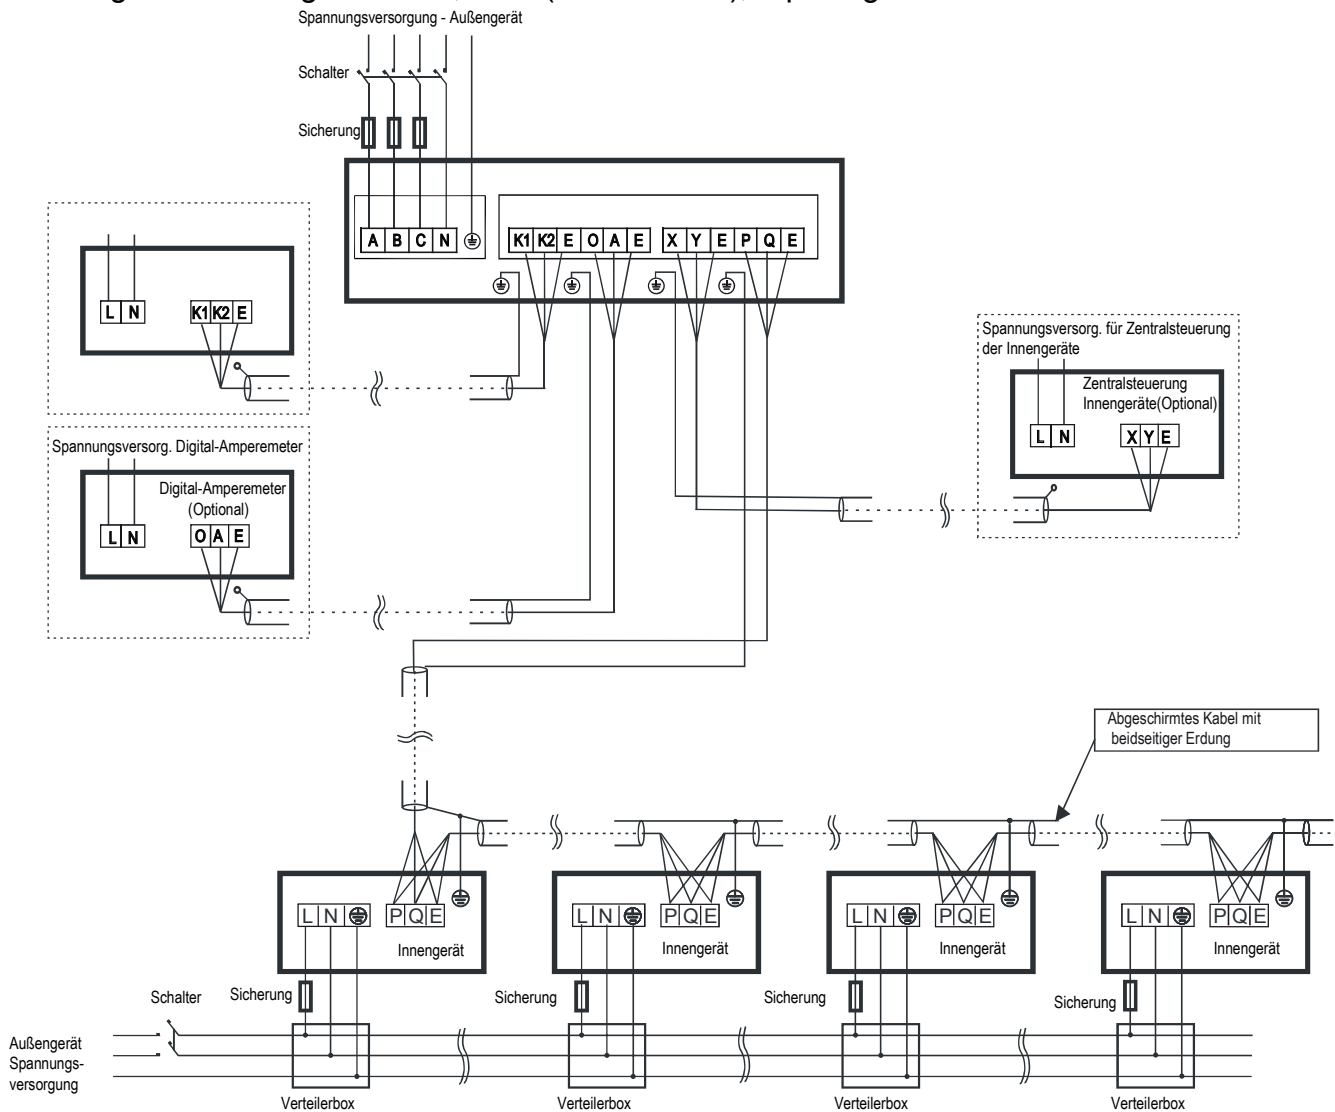 Spannungsversorgung - Außengerät
Schalter
Sicherung
A B C N
K1 K2 E O A E X Y E P Q E
L N
K1 K2 E
Spannungsversorg. Digital-Amperemeter
Digital-Amperemeter
(Optional)
L N
O A E
Spannungsversorg. für Zentralsteuerung
der Innengeräte
Zentralsteuerung
Innengeräte(Optional)
L N
X Y E
Abgeschirmtes Kabel mit
beidseitiger Erdung
L N
P Q E
Innengerät
L N
P Q E
Innengerät
L N
P Q E
Innengerät
L N
P Q E
Innengerät
Schalter
Sicherung
Sicherung
Sicherung
Sicherung
Außengerät
Spannungs-
versorgung
Verteilerbox
Verteilerbox
Verteilerbox
Verteilerbox